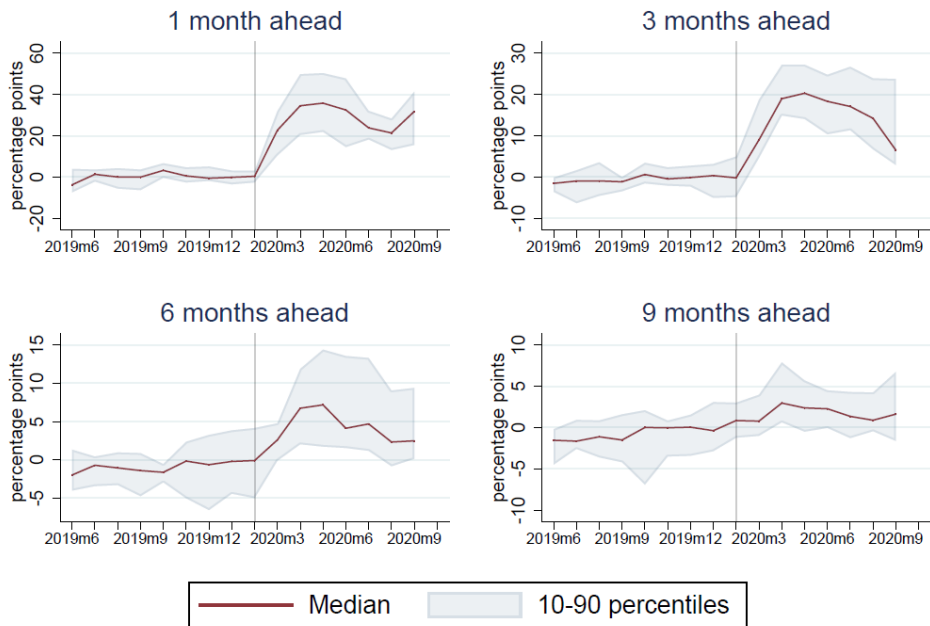 1 month ahead
percentage points
60
40
20
0
-20
2019m6 2019m9 2019m12 2020m3 2020m6 2020m9
3 months ahead
percentage points
30
20
10
0
-10
2019m6 2019m9 2019m12 2020m3 2020m6 2020m9
6 months ahead
percentage points
15
10
5
0
-5
2019m6 2019m9 2019m12 2020m3 2020m6 2020m9
9 months ahead
percentage points
10
5
0
-5
-10
2019m6 2019m9 2019m12 2020m3 2020m6 2020m9
Median 10-90 percentiles